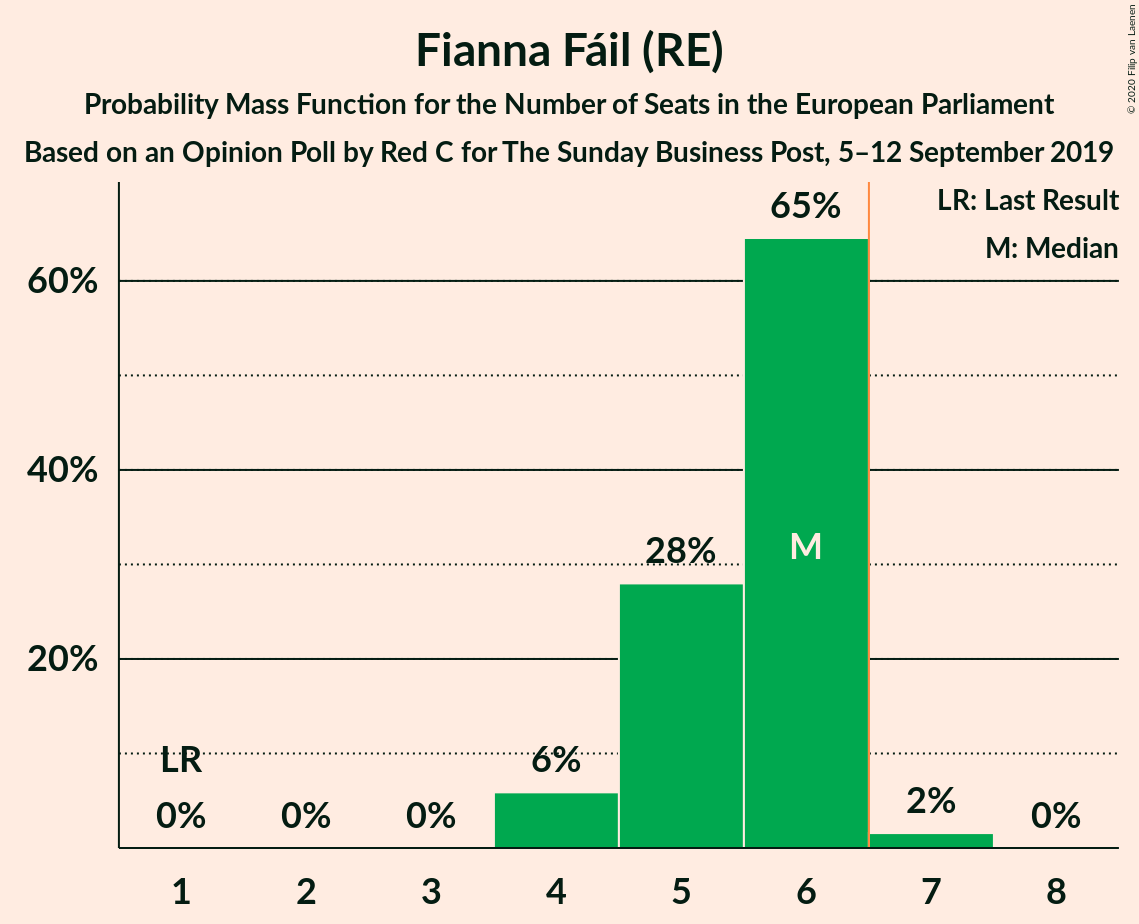 Fianna Fáil (RE)
Probability Mass Function for the Number of Seats in the European Parliament
Based on an Opinion Poll by Red C for The Sunday Business Post, 5–12 September 2019
© 2020 Filip van Laenen
LR: Last Result
M: Median
65%
60%
40%
28%
M
20%
LR
6%
0%
0%
0%
2%
0%
1 2 3 4 5 6 7 8